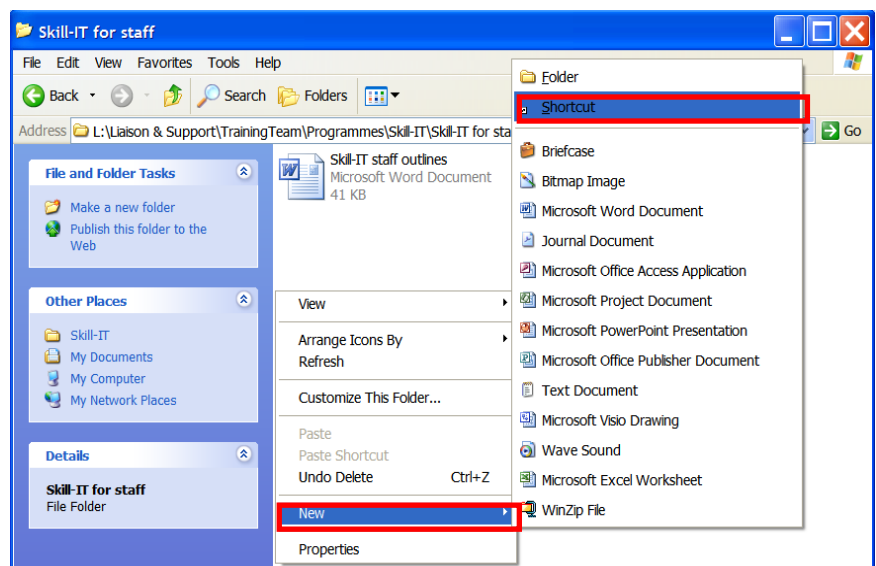 Skill-IT for staff
File Edit View Favorites Tools Help
Back Search Folders
Address L:\Liaison & Support\TrainingTeam\Programmes\Skill-IT\Skill-IT for sta
Go
File and Folder Tasks
Make a new folder
Publish this folder to the
Web
Other Places
Skill-IT
My Documents
My Computer
My Network Places
Details
Skill-IT for staff
File Folder
Skill-IT staff outlines
Microsoft Word Document
41 KB
View
Arrange Icons By
Refresh
Customize This Folder...
Paste
Paste Shortcut
Undo Delete Ctrl+Z
New
Properties
Folder
Shortcut
Briefcase
Bitmap Image
Microsoft Word Document
Journal Document
Microsoft Office Access Application
Microsoft Project Document
Microsoft PowerPoint Presentation
Microsoft Office Publisher Document
Text Document
Microsoft Visio Drawing
Wave Sound
Microsoft Excel Worksheet
WinZip File